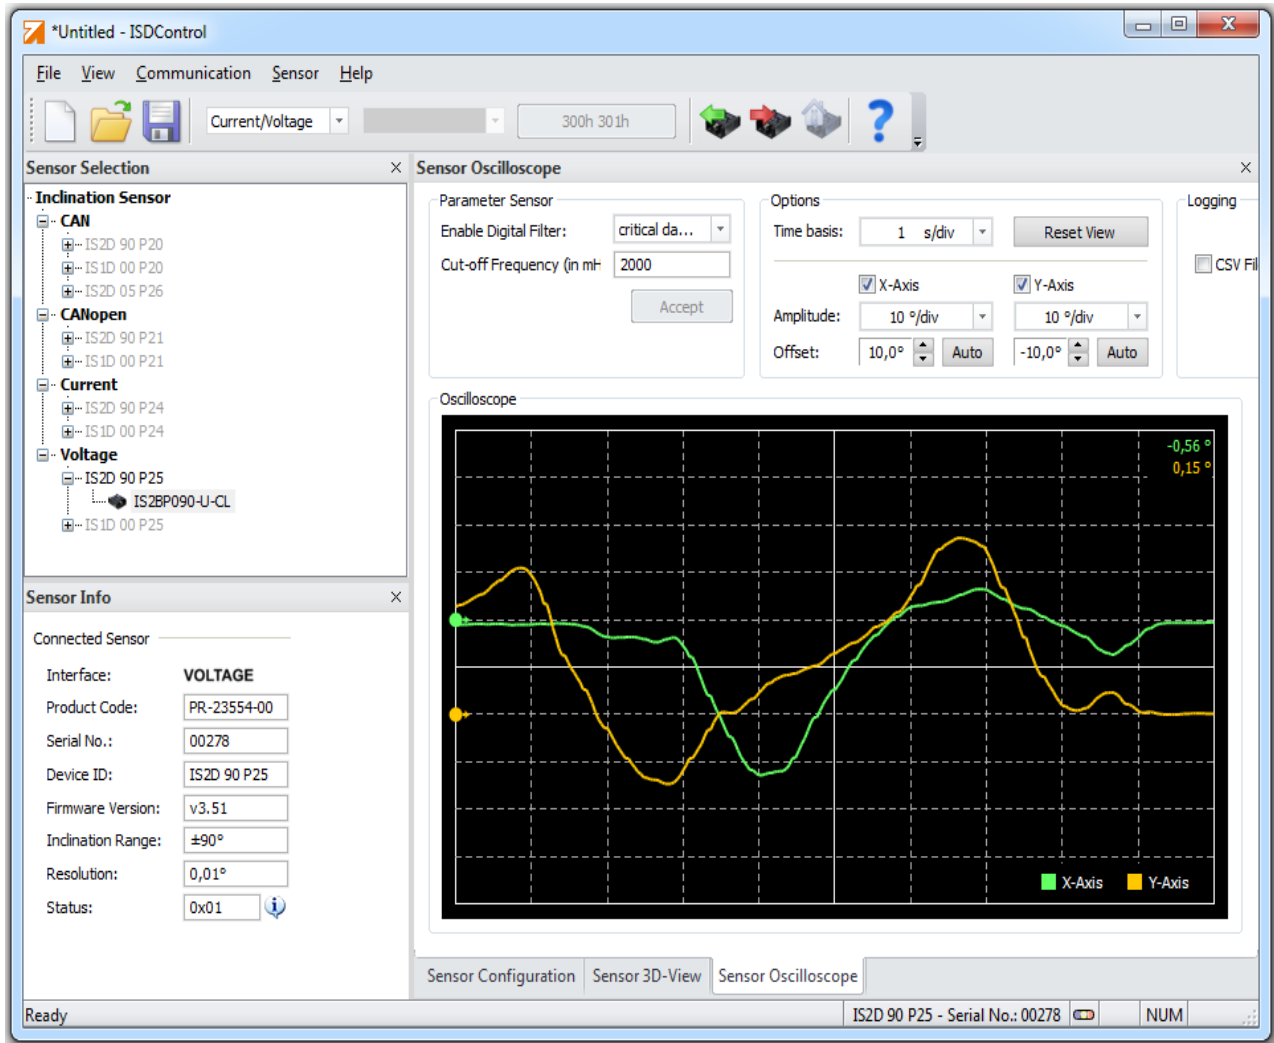 *Untitled - ISDControl
File View Communication Sensor Help
Current/Voltage 300h 301h ?
Sensor Selection
Inclination Sensor
CAN
IS2D 90 P20
IS1D 00 P20
IS2D 05 P26
CANopen
IS2D 90 P21
IS1D 00 P21
Current
IS2D 90 P24
IS1D 00 P24
Voltage
IS2D 90 P25
IS2BP090-U-CL
IS1D 00 P25
Sensor Info
Connected Sensor
Interface: VOLTAGE
Product Code: PR-23554-00
Serial No.: 00278
Device ID: IS2D 90 P25
Firmware Version: v3.51
Inclination Range: ±90°
Resolution: 0,01°
Status: 0x01
Sensor Oscilloscope
Parameter Sensor
Enable Digital Filter: critical da...
Cut-off Frequency (in mH 2000
Accept
Options
Time basis: 1 s/div Reset View
X-Axis Y-Axis
Amplitude: 10 °/div 10 °/div
Offset: 10,0° Auto -10,0° Auto
Logging
CSV Fil
Oscilloscope
-0,56 °
0,15 °
X-Axis Y-Axis
Sensor Configuration Sensor 3D-View Sensor Oscilloscope
Ready IS2D 90 P25 - Serial No.: 00278 NUM